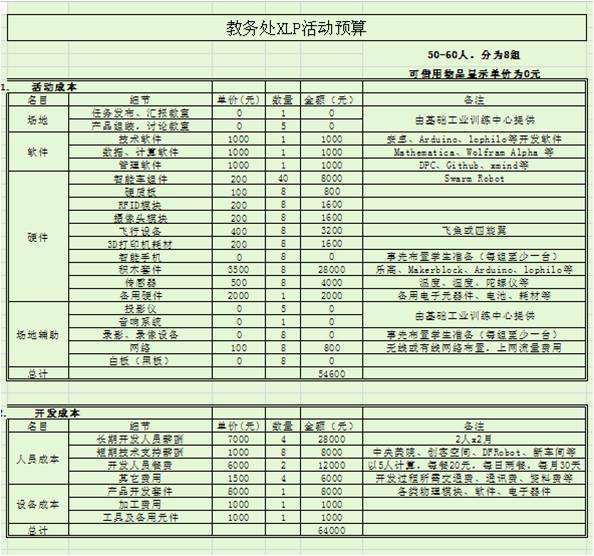 教务处XLP活动预算
50-60人，分为8组
可借用物品显示单价为0元
1. 活动成本
名目 细节 单价(元) 数量 金额（元） 备注
场地 任务发布、汇报教室 0 1 0 由基础工业训练中心提供
产品组装，讨论教室 0 5 0
软件 技术软件 1000 1 1000 安卓、Arduino、lophilo等开发软件
数据、计算软件 1000 1 1000 Mathematica、Wolfram Alpha 等
管理软件 1000 1 1000 DPC、Github、xmind等
硬件 智能车组件 200 40 8000 Swarm Robot
硬质板 100 8 800
RFID模块 200 8 1600
摄像头模块 200 8 1600
飞行设备 400 8 3200 飞鱼或四旋翼
3D打印机耗材 200 8 1600
智能手机 0 8 0 事先布置学生准备（每组至少一台）
积木套件 3500 8 28000 乐高、Makerblock、Arduino、lophilo等
传感器 500 8 4000 温度、湿度、陀螺仪等
备用硬件 2000 1 2000 备用电子元器件、电池、耗材等
场地辅助 投影仪 0 5 0 由基础工业训练中心提供
音响系统 0 1 0
录影、录像设备 0 8 0 事先布置学生准备（每组至少一台）
网络 100 8 800 无线或有线网络布置，上网流量费用
白板（黑板） 0 8 0
总计 54600
2. 开发成本
名目 细节 单价(元) 数量 金额（元） 备注
人员成本 长期开发人员薪酬 7000 4 28000 2人x2月
短期技术支持薪酬 1000 8 8000 中央美院、创客空间、DFRobot、新车间等
开发人员餐费 6000 2 12000 以5人计算，每餐20元，每日两餐，每月30天
其它费用 1500 4 6000 开发过程所需交通费、通讯费、资料费等
设备成本 产品开发套件 8000 1 8000 各类物理模块、软件、电子器件
加工费用 1000 1 1000
工具及备用元件 1000 1 1000
总计 64000